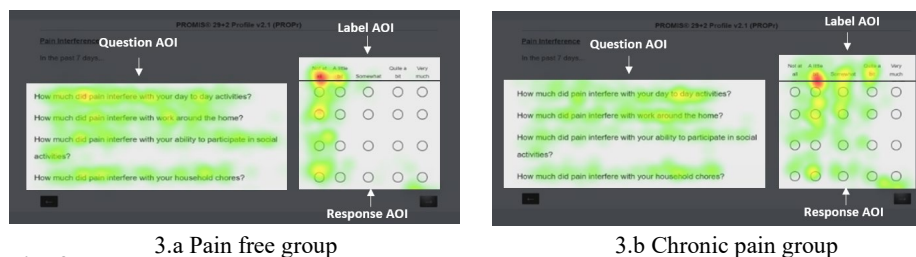 PROMIS® 29+2 Profile v2.1 (PROPr)
Label AOI
Pain Interference
Question AOI
In the past 7 days...
Not at all
A little bit
Somewhat
Quite a bit
Very much
How much did pain interfere with your day to day activities?
How much did pain interfere with work around the home?
How much did pain interfere with your ability to participate in social
activities?
How much did pain interfere with your household chores?
Response AOI
3.a Pain free group
PROMIS® 29+2 Profile v2.1 (PROPr)
Label AOI
Pain Interference
Question AOI
In the past 7 days...
Not at all
A little bit
Somewhat
Quite a bit
Very much
How much did pain interfere with your day to day activities?
How much did pain interfere with work around the home?
How much did pain interfere with your ability to participate in social
activities?
How much did pain interfere with your household chores?
Response AOI
3.b Chronic pain group